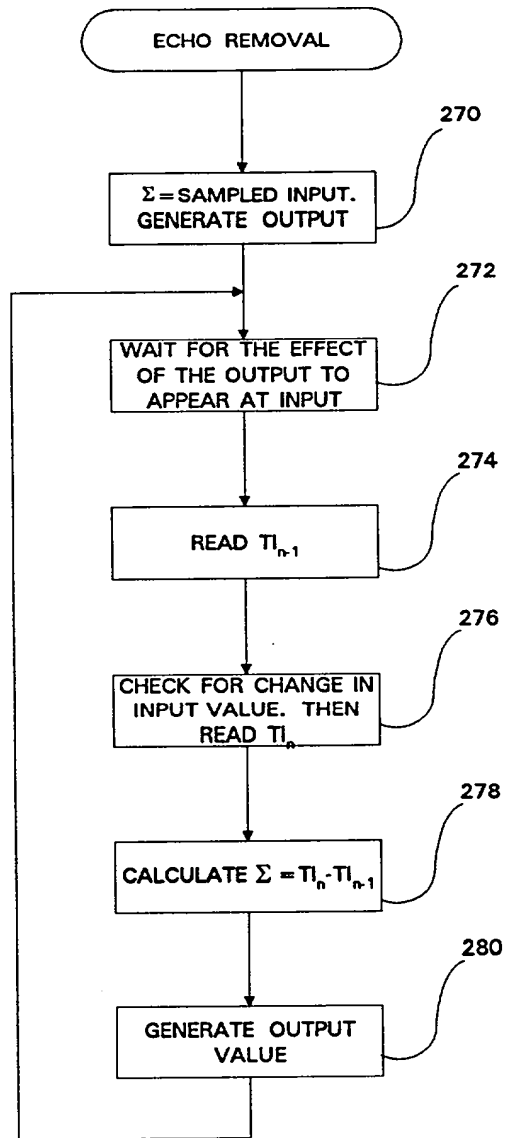 ECHO REMOVAL
270
Σ=SAMPLED INPUT.
GENERATE OUTPUT
272
WAIT FOR THE EFFECT
OF THE OUTPUT TO
APPEAR AT INPUT
274
READ TIₙ₋₁
276
CHECK FOR CHANGE IN
INPUT VALUE. THEN
READ TIₙ
278
CALCULATE Σ = TIₙ-TIₙ₋₁
280
GENERATE OUTPUT
VALUE